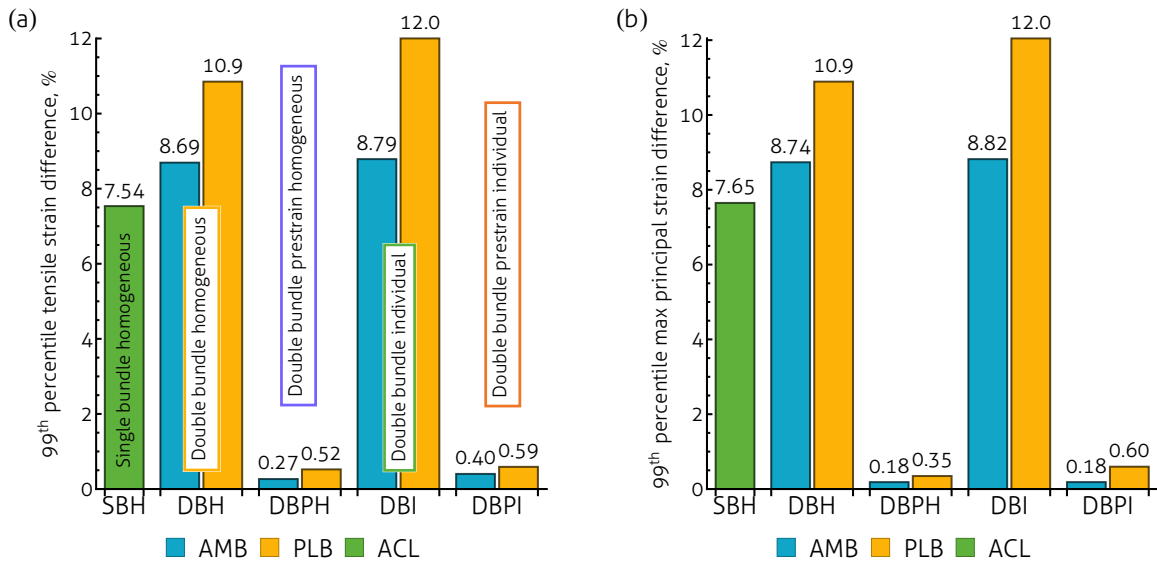 (a)
99th percentile tensile strain difference, %
12
10
8
6
4
2
0
7.54
8.69
10.9
0.27
0.52
8.79
12.0
0.40
0.59
Single bundle homogeneous
Double bundle homogeneous
Double bundle prestrain homogeneous
Double bundle individual
Double bundle prestrain individual
SBH DBH DBPH DBI DBPI
AMB PLB ACL
(b)
99th percentile max principal strain difference, %
12
10
8
6
4
2
0
7.65
8.74
10.9
0.18
0.35
8.82
12.0
0.18
0.60
SBH DBH DBPH DBI DBPI
AMB PLB ACL